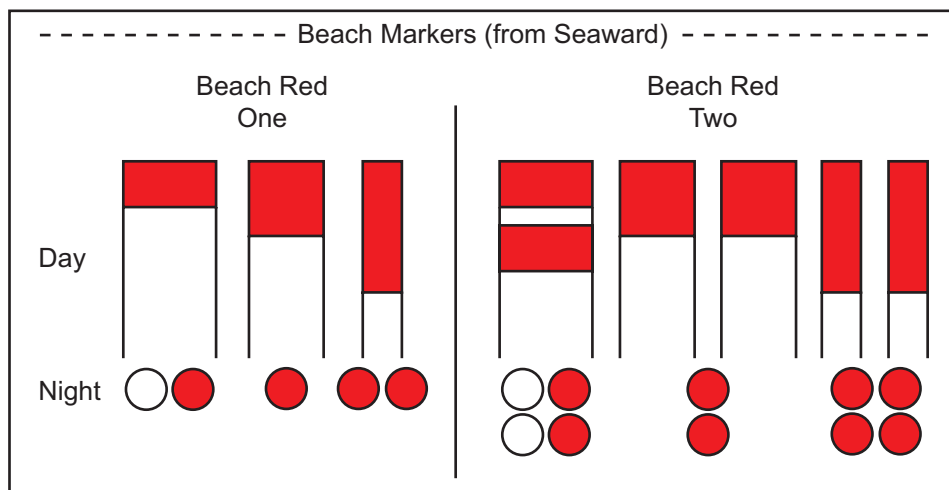 Beach Markers (from Seaward)
Beach Red
One
Beach Red
Two
Day
Night